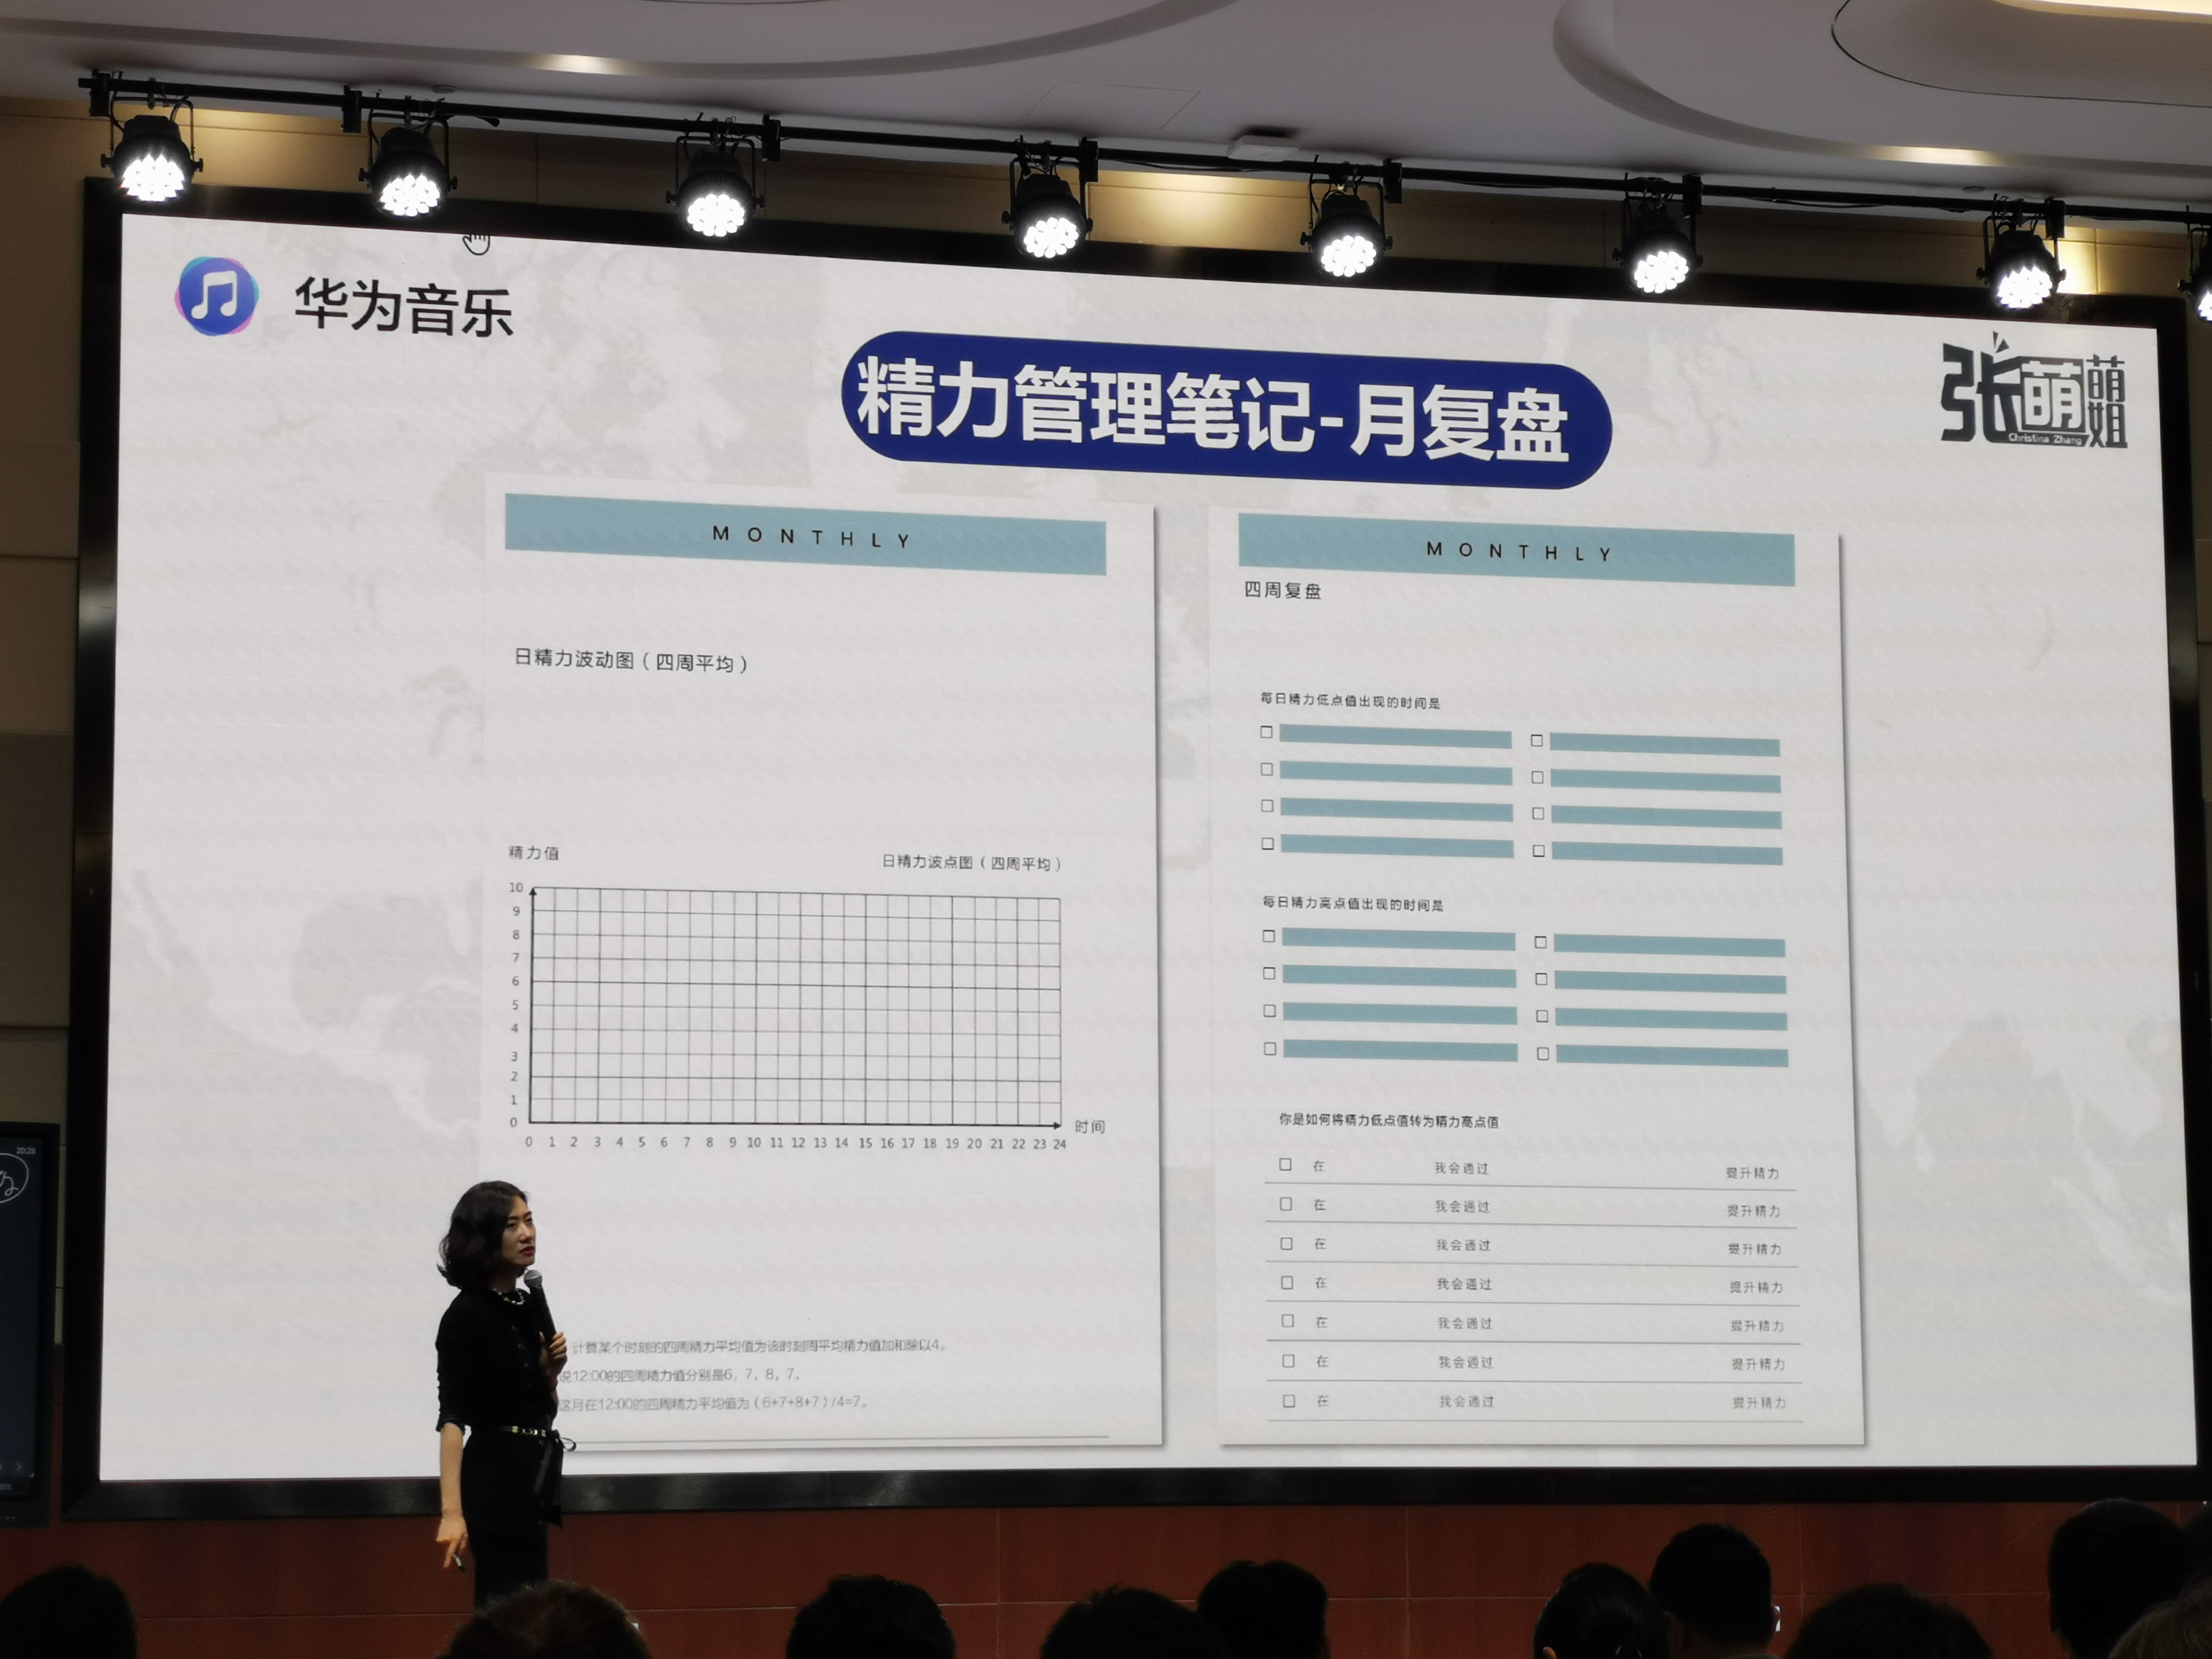 华为音乐
精力管理笔记-月复盘
张萌萌姐
Christina Zhang
MONTHLY
日精力波动图（四周平均）
精力值
日精力波点图（四周平均）
10
9
8
7
6
5
4
3
2
1
0
时间
0 1 2 3 4 5 6 7 8 9 10 11 12 13 14 15 16 17 18 19 20 21 22 23 24
计算某个时刻的四周精力平均值为该时刻周平均精力值加和除以4。
说12:00的四周精力值分别是6，7，8，7，
这月在12:00的四周精力平均值为（6+7+8+7）/4=7。
MONTHLY
四周复盘
每日精力低点值出现的时间是
每日精力高点值出现的时间是
你是如何将精力低点值转为精力高点值
在 我会通过 提升精力
在 我会通过 提升精力
在 我会通过 提升精力
在 我会通过 提升精力
在 我会通过 提升精力
在 我会通过 提升精力
在 我会通过 提升精力
20:28